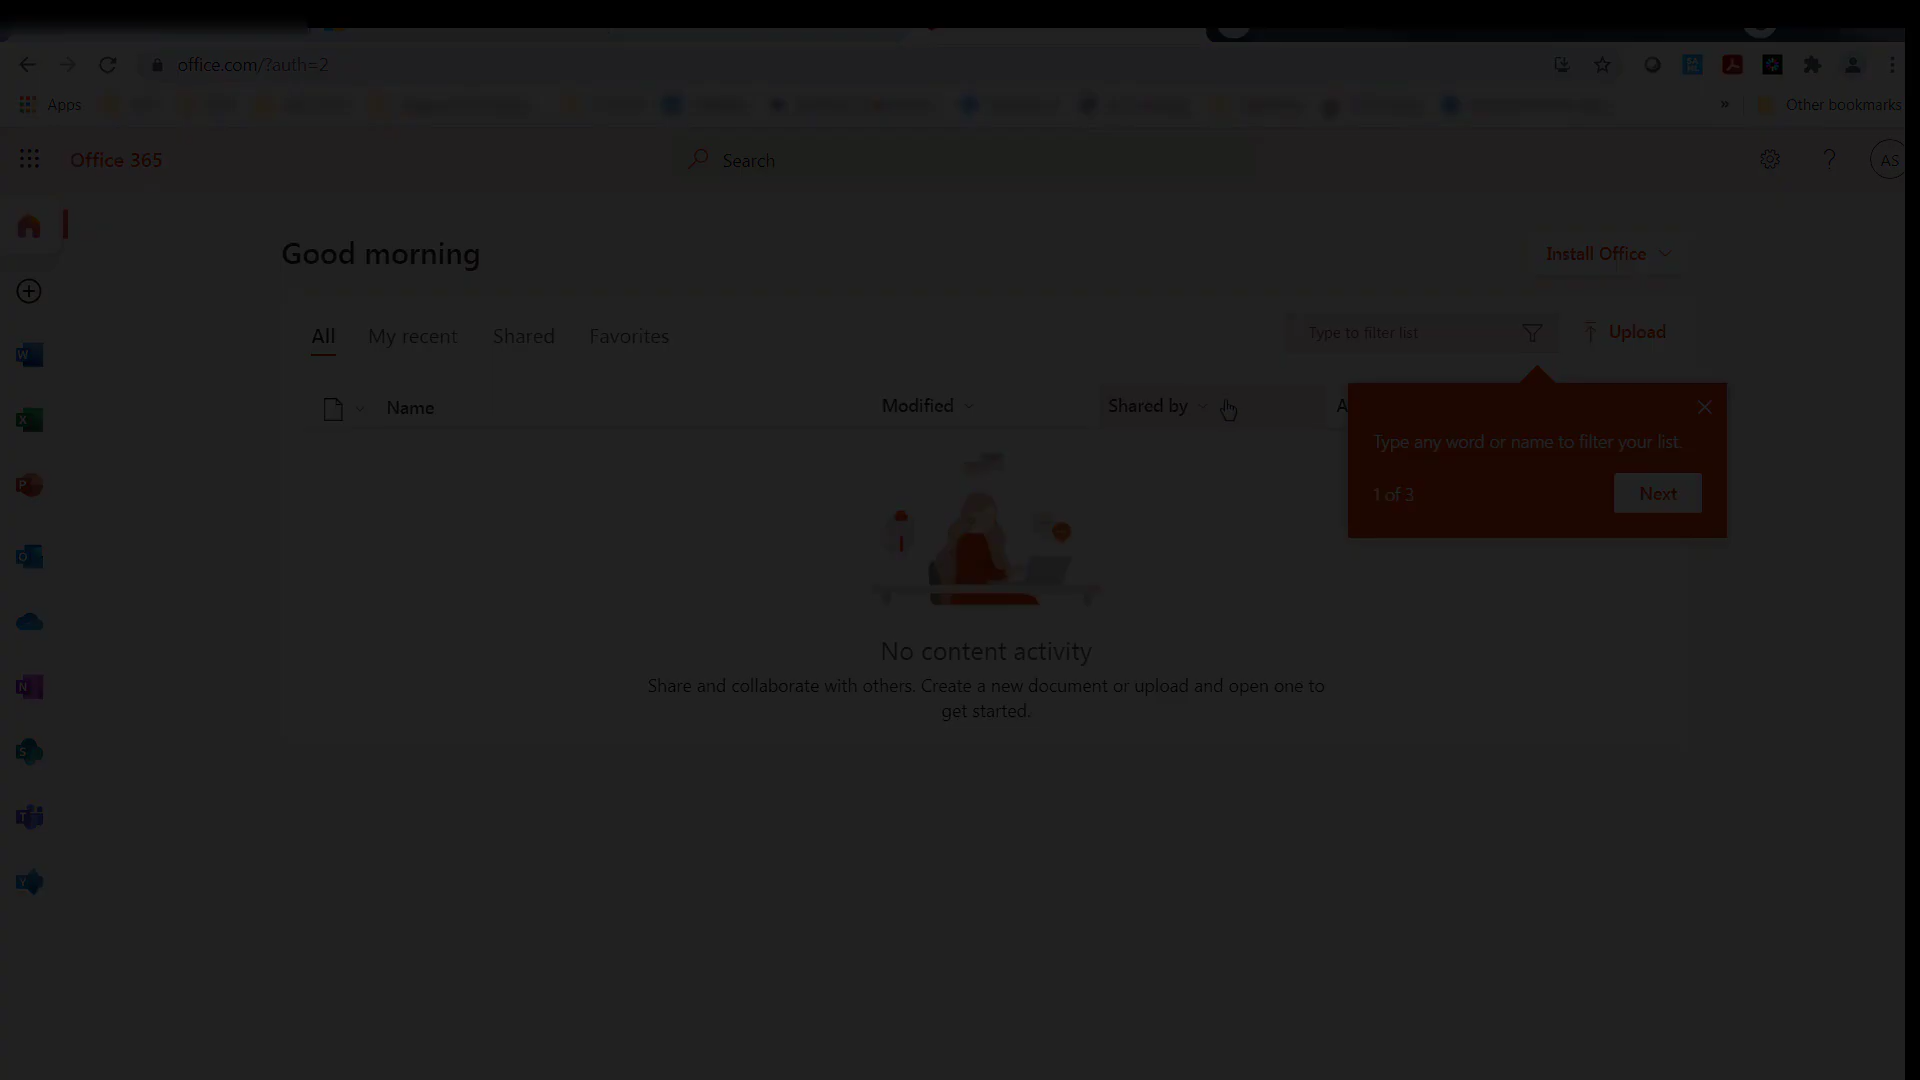 office.com/?auth=2
Apps
Other bookmarks
Office 365
Search
AS
Good morning
Install Office
All My recent Shared Favorites
Type to filter list
Upload
Name Modified Shared by A
Type any word or name to filter your list.
1 of 3
Next
No content activity
Share and collaborate with others. Create a new document or upload and open one to
get started.